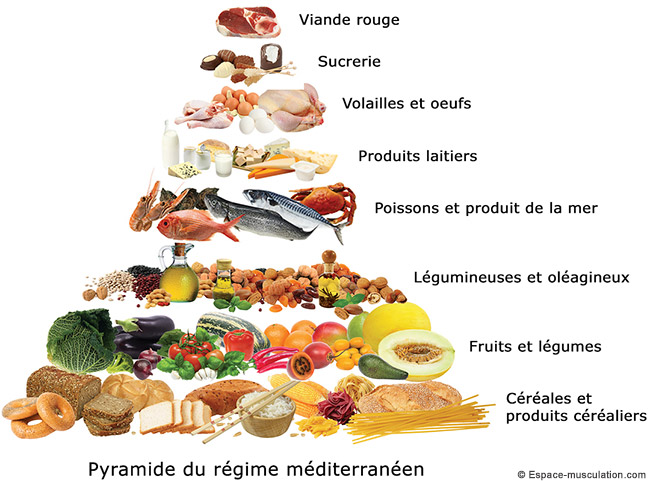 Viande rouge
Sucrerie
Volailles et oeufs
Produits laitiers
Poissons et produit de la mer
Légumineuses et oléagineux
Fruits et légumes
Céréales et
produits céréaliers
Pyramide du régime méditerranéen
© Espace-musculation.com